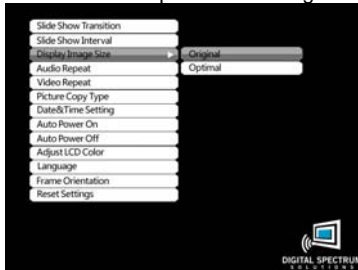 Slide Show Transition
Slide Show Interval
Display Image Size
Original
Audio Repeat
Optimal
Video Repeat
Picture Copy Type
Date&Time Setting
Auto Power On
Auto Power Off
Adjust LCD Color
Language
Frame Orientation
Reset Settings
DIGITAL SPECTRUM
SOLUTIONS